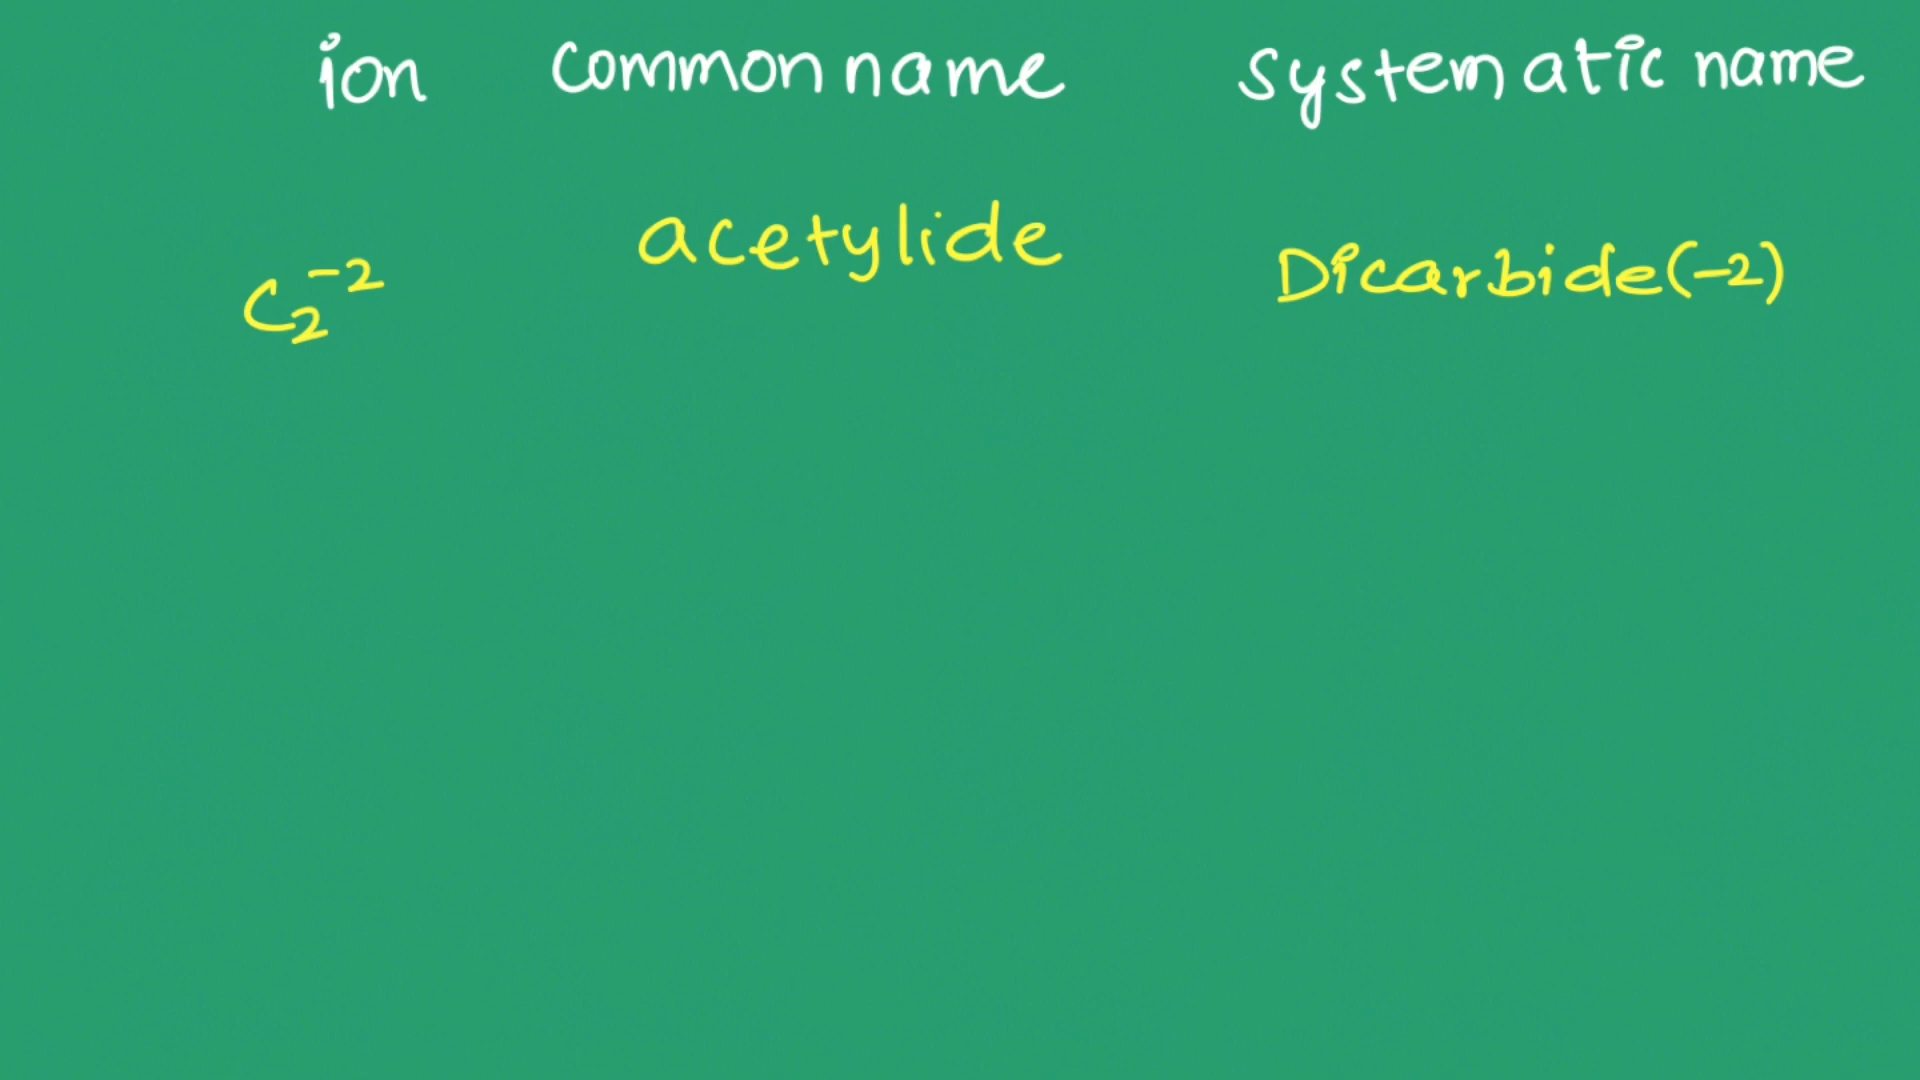 ion common name systematic name
C₂⁻² acetylide Dicarbide(-2)